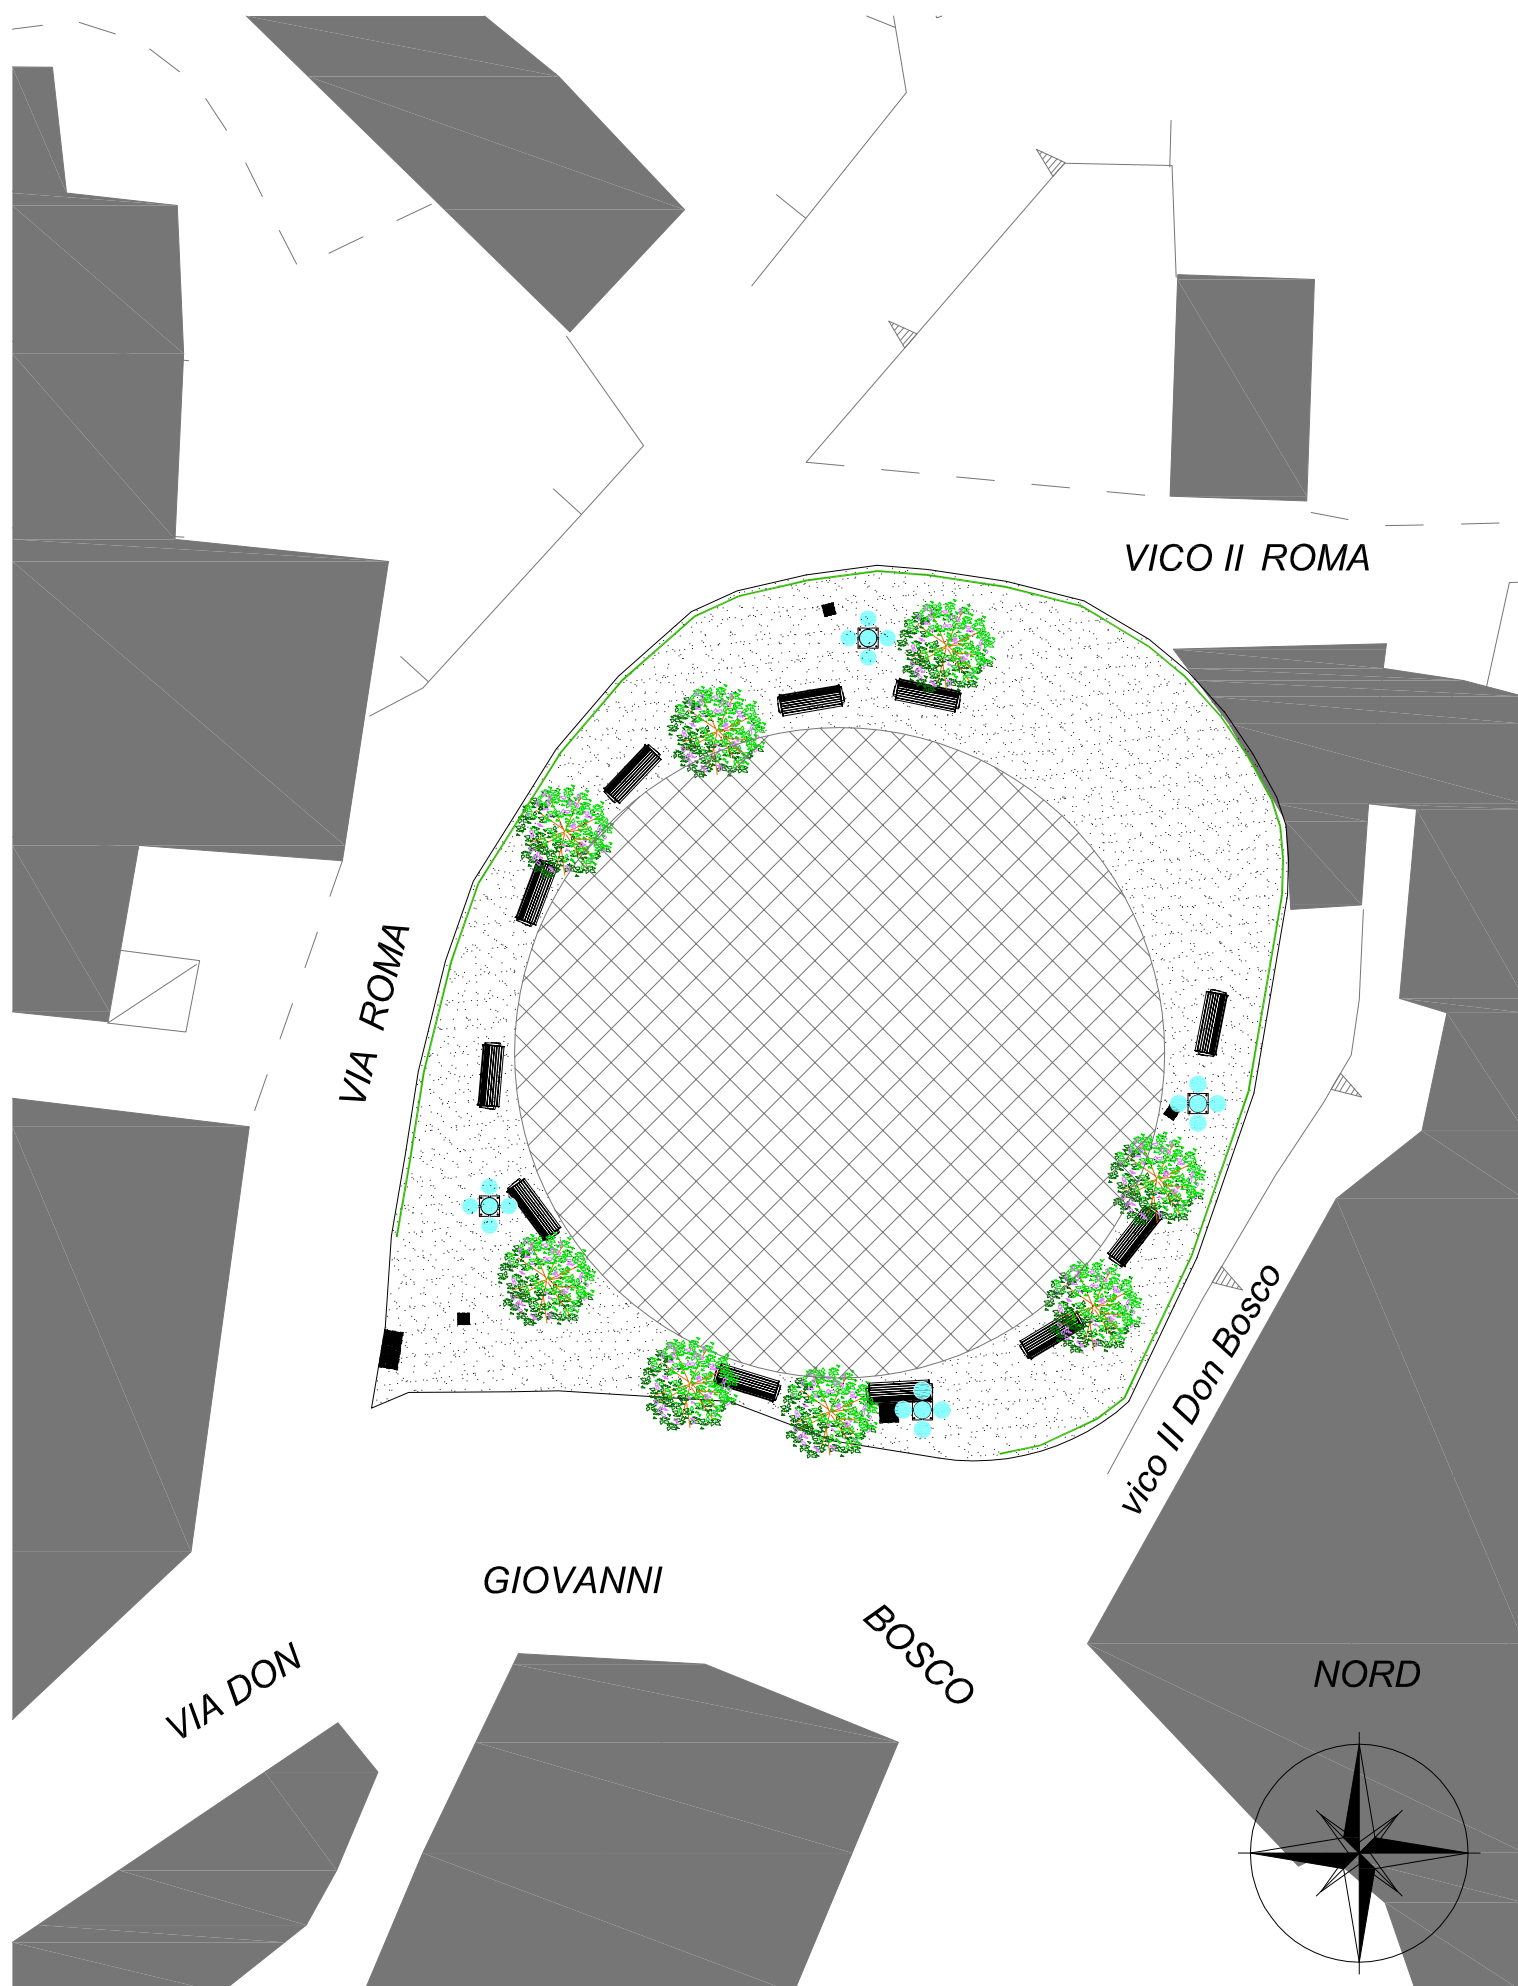 VICO II ROMA
VIA ROMA
vico II Don Bosco
VIA DON
GIOVANNI
BOSCO
NORD